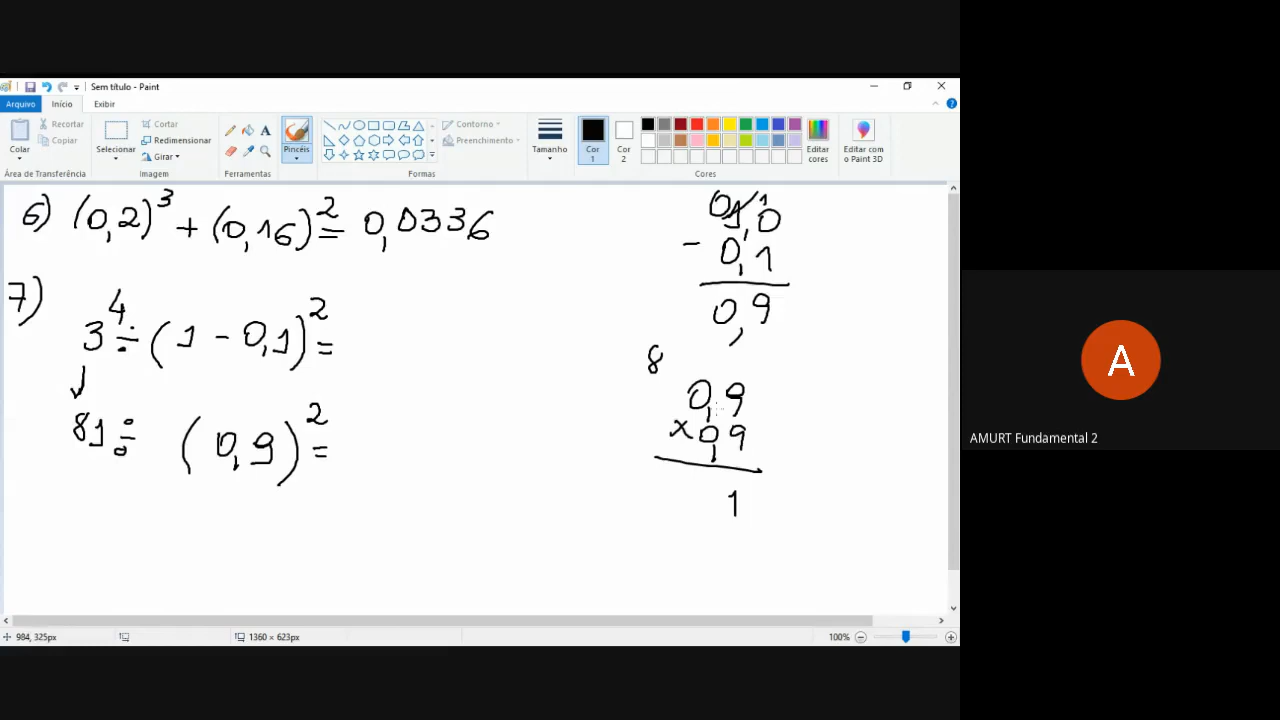 Sem título - Paint
Arquivo Início Exibir
Colar Recortar Copiar Área de Transferência
Selecionar Cortar Redimensionar Girar Imagem
A Ferramentas
Pincéis
Contorno Preenchimento Formas
Tamanho
Cor 1 Cor 2 Editar cores Cores
Editar com o Paint 3D
6) (0,2)³ + (0,16)² = 0,0336
7)
3⁴ ÷ (1 - 0,1)² =
81 ÷ (0,9)² =
01,10
- 0,1
0,9
8
0,9
x 0,9
1
A
AMURT Fundamental 2
984, 325px 1360 × 623px 100%